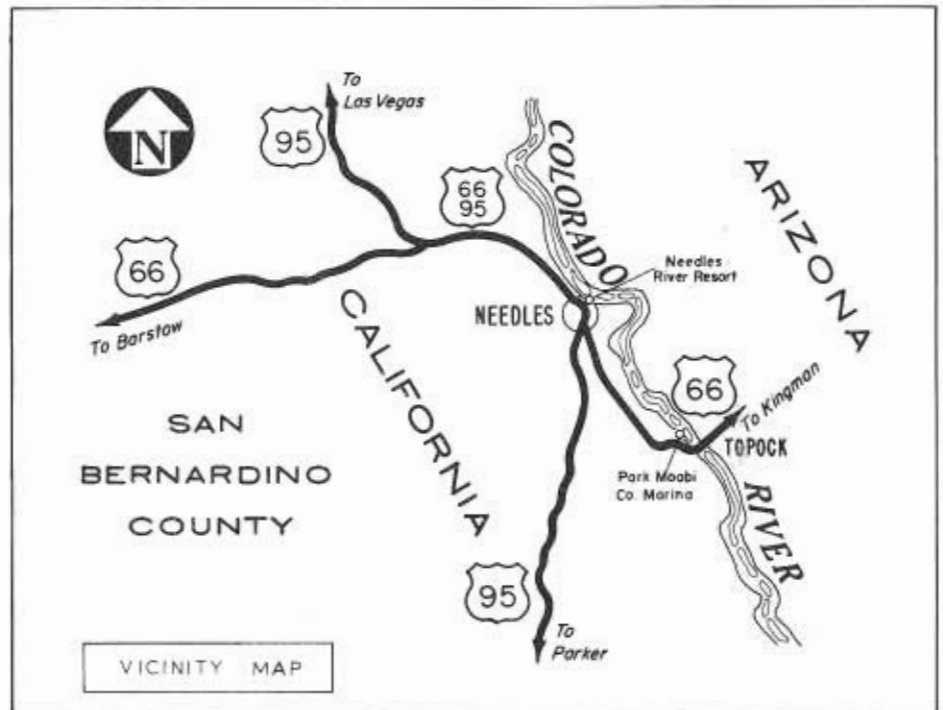 To
Las Vegas
N
95
66
95
COLORADO
ARIZONA
66
Needles
River Resort
NEEDLES
To Barstow
CALIFORNIA
66
To Kingman
SAN
BERNARDINO
COUNTY
TOPOCK
Park Moabi
Co. Marina
RIVER
95
To
Parker
VICINITY MAP